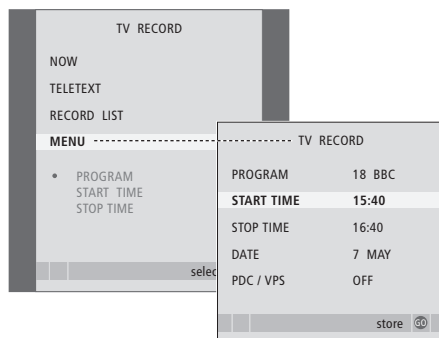 TV RECORD
NOW
TELETEXT
RECORD LIST
MENU
• PROGRAM
START TIME
STOP TIME
TV RECORD
PROGRAM 18 BBC
START TIME 15:40
STOP TIME 16:40
DATE 7 MAY
PDC / VPS OFF
store GO